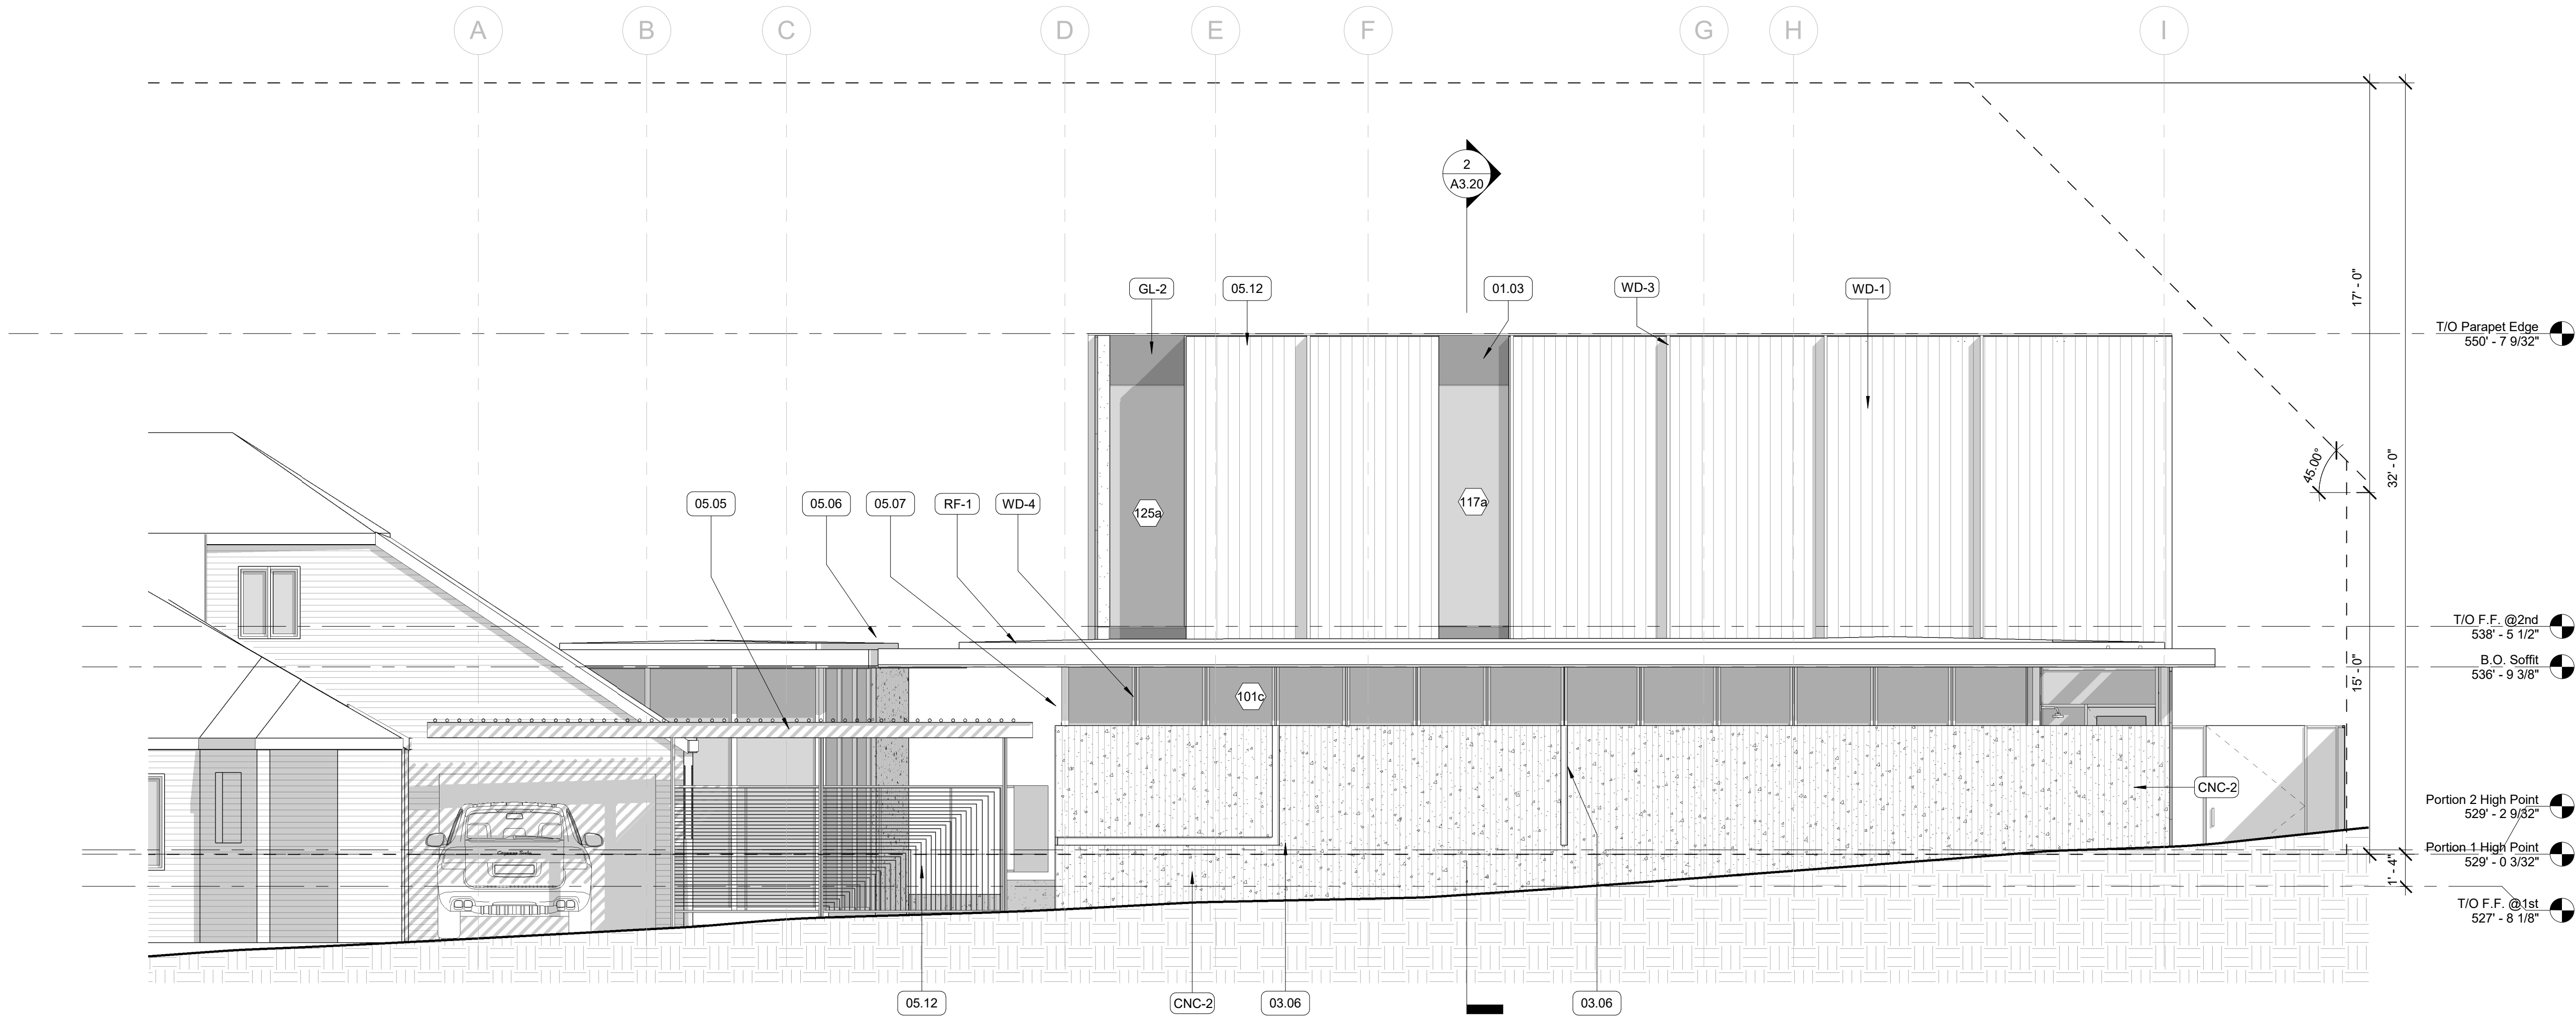 A
B
C
D
E
F
G
H
I
2
A3.20
17' - 0"
GL-2
05.12
01.03
WD-3
WD-1
T/O Parapet Edge
550' - 7 9/32"
45.00°
32' - 0"
05.05
05.06
05.07
RF-1
WD-4
125a
117a
T/O F.F. @2nd
538' - 5 1/2"
B.O. Soffit
536' - 9 3/8"
15' - 0"
101c
CNC-2
Portion 2 High Point
529' - 2 9/32"
Portion 1 High Point
529' - 0 3/32"
1' - 4"
T/O F.F. @1st
527' - 8 1/8"
05.12
CNC-2
03.06
03.06